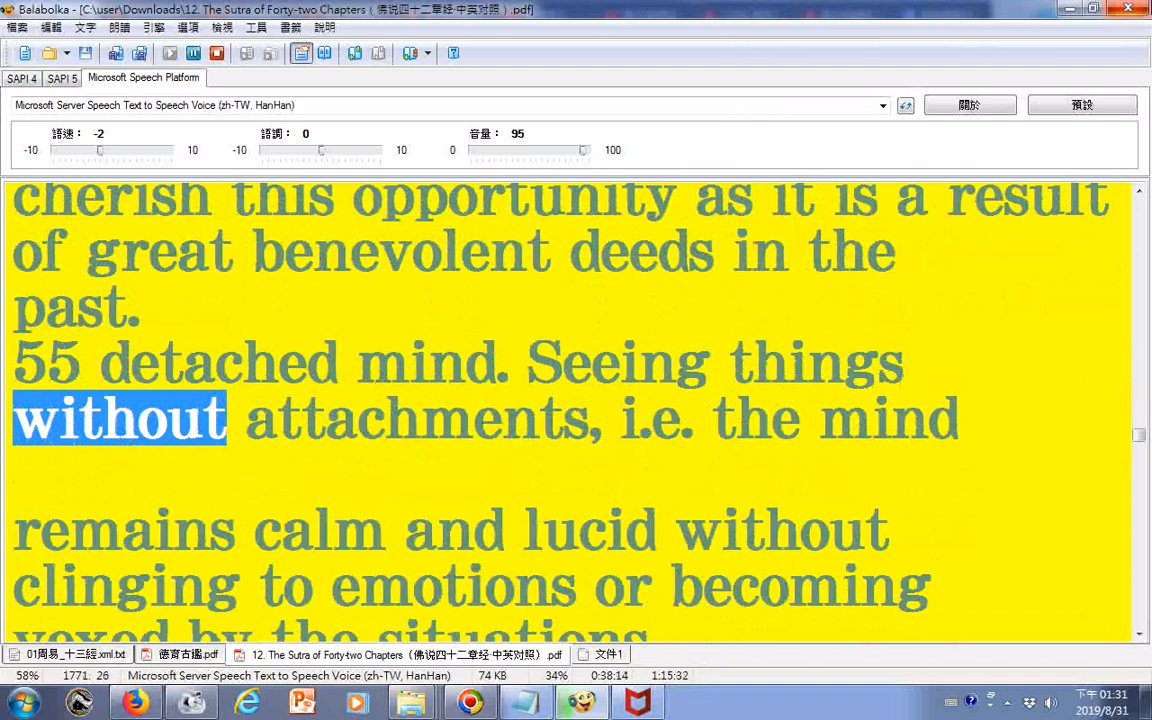 Balabolka - [C:\user\Downloads\12. The Sutra of Forty-two Chapters（佛说四十二章经·中英对照）.pdf]
檔案 編輯 文字 朗讀 引擎 選項 檢視 工具 書籤 說明
SAPI 4 SAPI 5 Microsoft Speech Platform
Microsoft Server Speech Text to Speech Voice (zh-TW, HanHan) 關於 預設
語速： -2 語調： 0 音量： 95
-10 10 -10 10 0 100
cherish this opportunity as it is a result
of great benevolent deeds in the
past.
55 detached mind. Seeing things
without attachments, i.e. the mind
remains calm and lucid without
clinging to emotions or becoming
vexed by the situations
01周易_十三經.xml.txt 德育古鑑.pdf 12. The Sutra of Forty-two Chapters（佛说四十二章经·中英对照）.pdf 文件1
58% 1771: 26 Microsoft Server Speech Text to Speech Voice (zh-TW, HanHan) 74 KB 34% 0:38:14 1:15:32
下午 01:31
2019/8/31